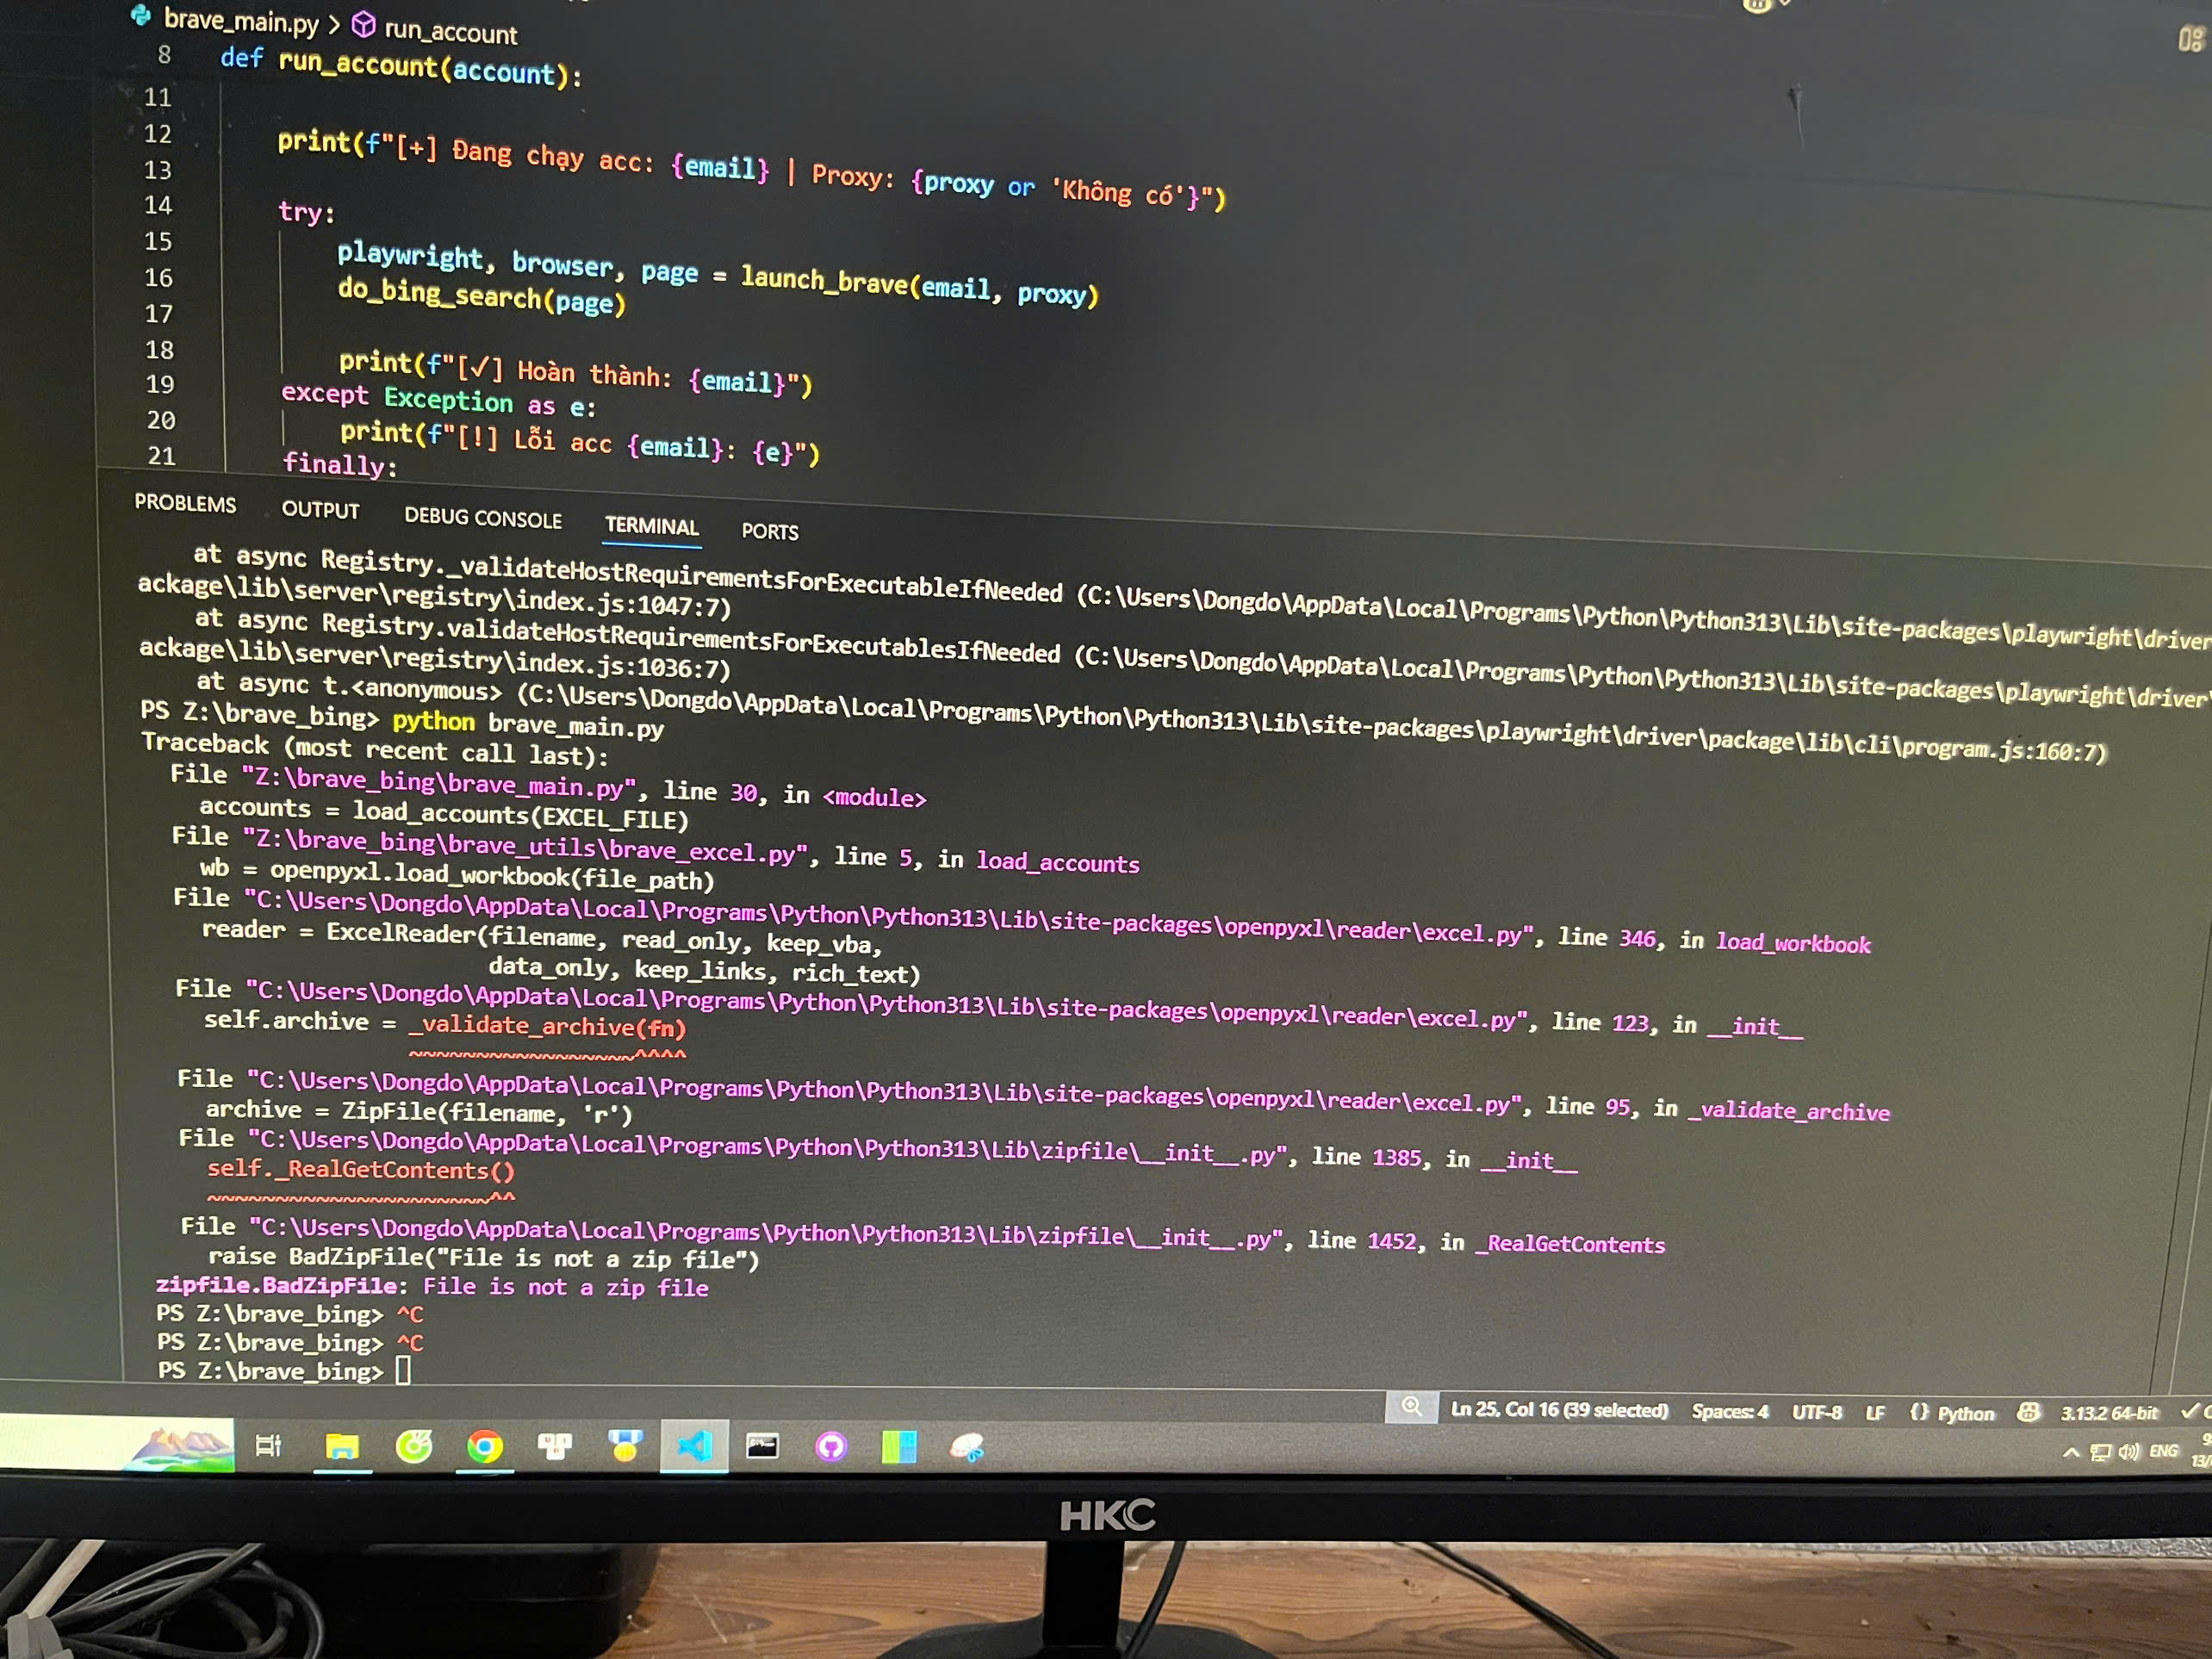 brave_main.py > run_account
8 def run_account(account):
11
12 print(f"[+] Đang chạy acc: {email} | Proxy: {proxy or 'Không có'}")
13
14 try:
15 playwright, browser, page = launch_brave(email, proxy)
16 do_bing_search(page)
17
18 print(f"[✓] Hoàn thành: {email}")
19 except Exception as e:
20 print(f"[!] Lỗi acc {email}: {e}")
21 finally:
PROBLEMS OUTPUT DEBUG CONSOLE TERMINAL PORTS
at async Registry._validateHostRequirementsForExecutableIfNeeded (C:\Users\Dongdo\AppData\Local\Programs\Python\Python313\Lib\site-packages\playwright\driver
ackage\lib\server\registry\index.js:1047:7)
at async Registry.validateHostRequirementsForExecutablesIfNeeded (C:\Users\Dongdo\AppData\Local\Programs\Python\Python313\Lib\site-packages\playwright\driver\
ackage\lib\server\registry\index.js:1036:7)
at async t.<anonymous> (C:\Users\Dongdo\AppData\Local\Programs\Python\Python313\Lib\site-packages\playwright\driver\package\lib\cli\program.js:160:7)
PS Z:\brave_bing> python brave_main.py
Traceback (most recent call last):
File "Z:\brave_bing\brave_main.py", line 30, in <module>
accounts = load_accounts(EXCEL_FILE)
File "Z:\brave_bing\brave_utils\brave_excel.py", line 5, in load_accounts
wb = openpyxl.load_workbook(file_path)
File "C:\Users\Dongdo\AppData\Local\Programs\Python\Python313\Lib\site-packages\openpyxl\reader\excel.py", line 346, in load_workbook
reader = ExcelReader(filename, read_only, keep_vba,
data_only, keep_links, rich_text)
File "C:\Users\Dongdo\AppData\Local\Programs\Python\Python313\Lib\site-packages\openpyxl\reader\excel.py", line 123, in __init__
self.archive = _validate_archive(fn)
~~~~~~~~~~~~~~~~~^^^^
File "C:\Users\Dongdo\AppData\Local\Programs\Python\Python313\Lib\site-packages\openpyxl\reader\excel.py", line 95, in _validate_archive
archive = ZipFile(filename, 'r')
File "C:\Users\Dongdo\AppData\Local\Programs\Python\Python313\Lib\zipfile\__init__.py", line 1385, in __init__
self._RealGetContents()
~~~~~~~~~~~~~~~~~~~~~^^
File "C:\Users\Dongdo\AppData\Local\Programs\Python\Python313\Lib\zipfile\__init__.py", line 1452, in _RealGetContents
raise BadZipFile("File is not a zip file")
zipfile.BadZipFile: File is not a zip file
PS Z:\brave_bing> ^C
PS Z:\brave_bing> ^C
PS Z:\brave_bing>
Ln 25, Col 16 (39 selected) Spaces: 4 UTF-8 LF {} Python 3.13.2 64-bit
ENG
HKC